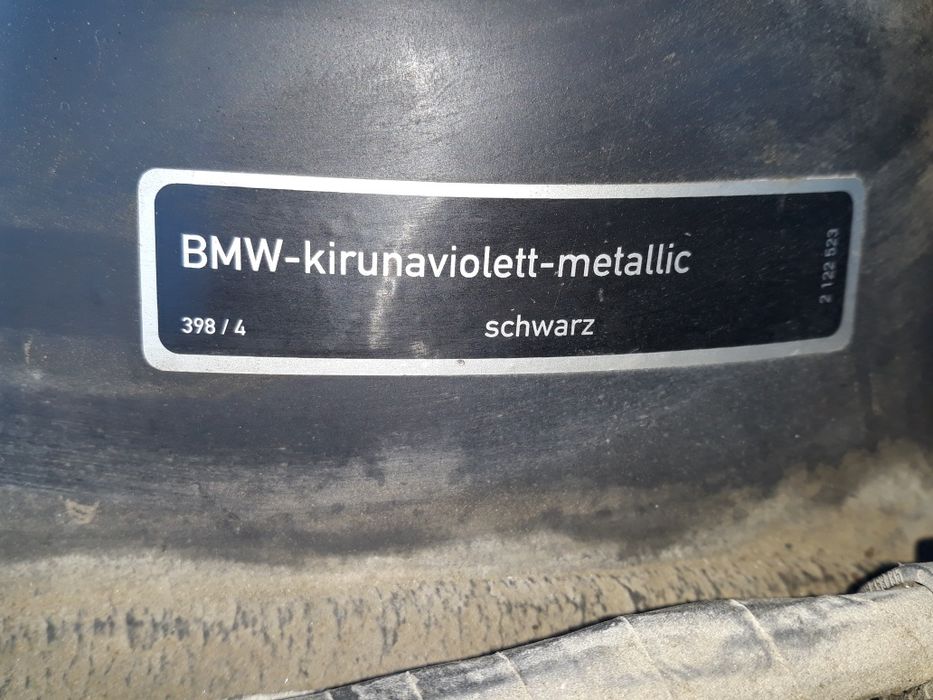 BMW-kirunaviolett-metallic
398 / 4
schwarz
2 122 523